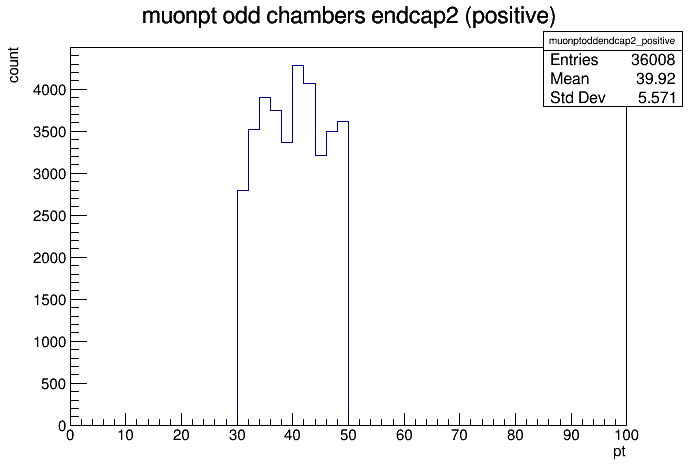 muonpt odd chambers endcap2 (positive)
muonptoddendcap2_positive
Entries 36008
Mean 39.92
Std Dev 5.571
count
4000
3500
3000
2500
2000
1500
1000
500
0
0 10 20 30 40 50 60 70 80 90 100
pt